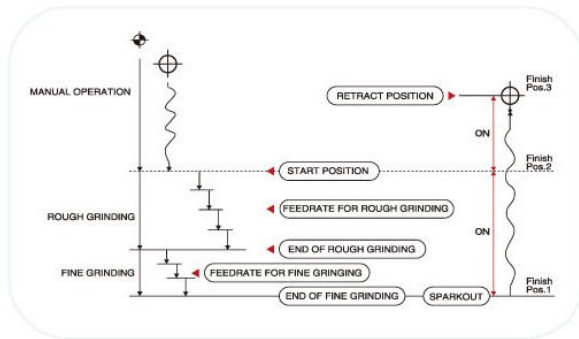 Finish
Pos.3
MANUAL OPERATION
RETRACT POSITION
ON
START POSITION
Finish
Pos.2
FEEDRATE FOR ROUGH GRINDING
ROUGH GRINDING
ON
END OF ROUGH GRINDING
FINE GRINDING
FEEDRATE FOR FINE GRINGING
Finish
Pos.1
END OF FINE GRINDING
SPARKOUT